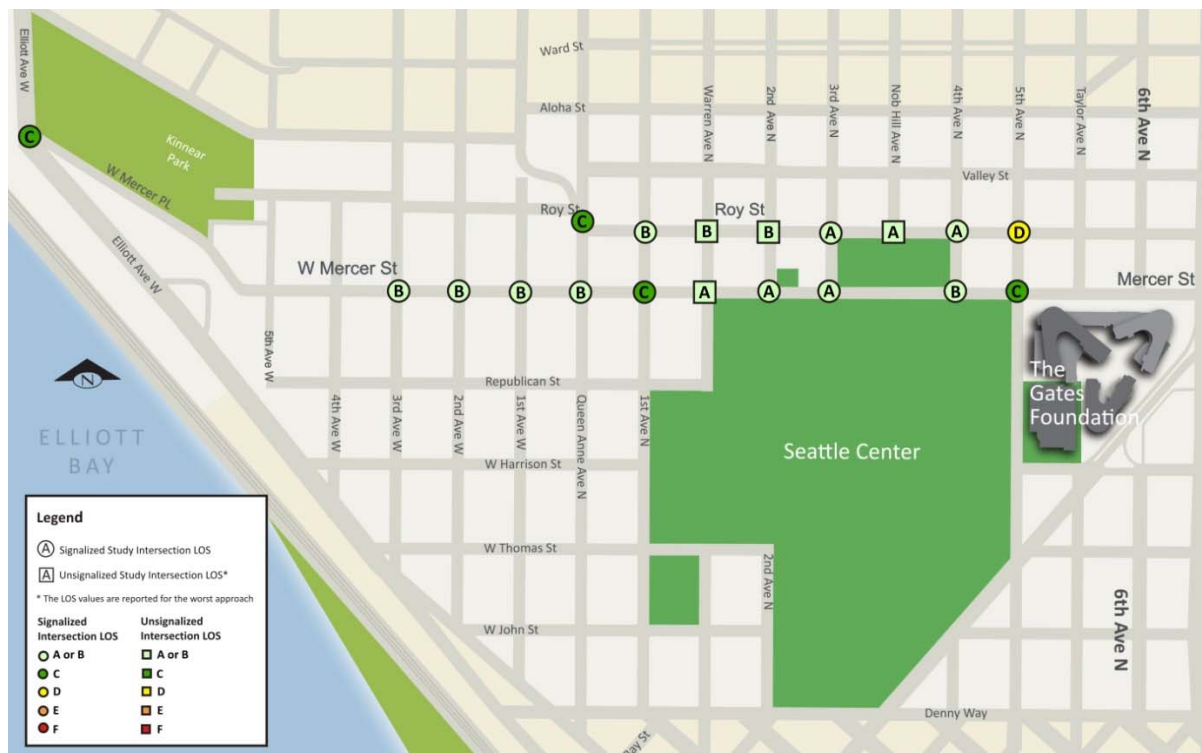 Elliott Ave W
Ward St
Aloha St
Warren Ave N
2nd Ave N
3rd Ave N
Nob Hill Ave N
4th Ave N
5th Ave N
Taylor Ave N
6th Ave N
C
Kinnear
Park
W Mercer PL
Valley St
Roy St
C
Roy St
B
B
B
A
A
A
D
Elliott Ave W
W Mercer St
Mercer St
B
B
B
B
C
A
A
A
B
C
5th Ave W
N
Republican St
The
Gates
Foundation
4th Ave W
3rd Ave W
2nd Ave W
1st Ave W
Queen Anne Ave N
1st Ave N
ELLIOTT
BAY
W Harrison St
Seattle Center
W Thomas St
2nd Ave N
W John St
6th Ave N
Denny Way
ay St
Legend
A Signalized Study Intersection LOS
A Unsignalized Study Intersection LOS*
* The LOS values are reported for the worst approach
Signalized
Intersection LOS
A or B
C
D
E
F
Unsignalized
Intersection LOS
A or B
C
D
E
F